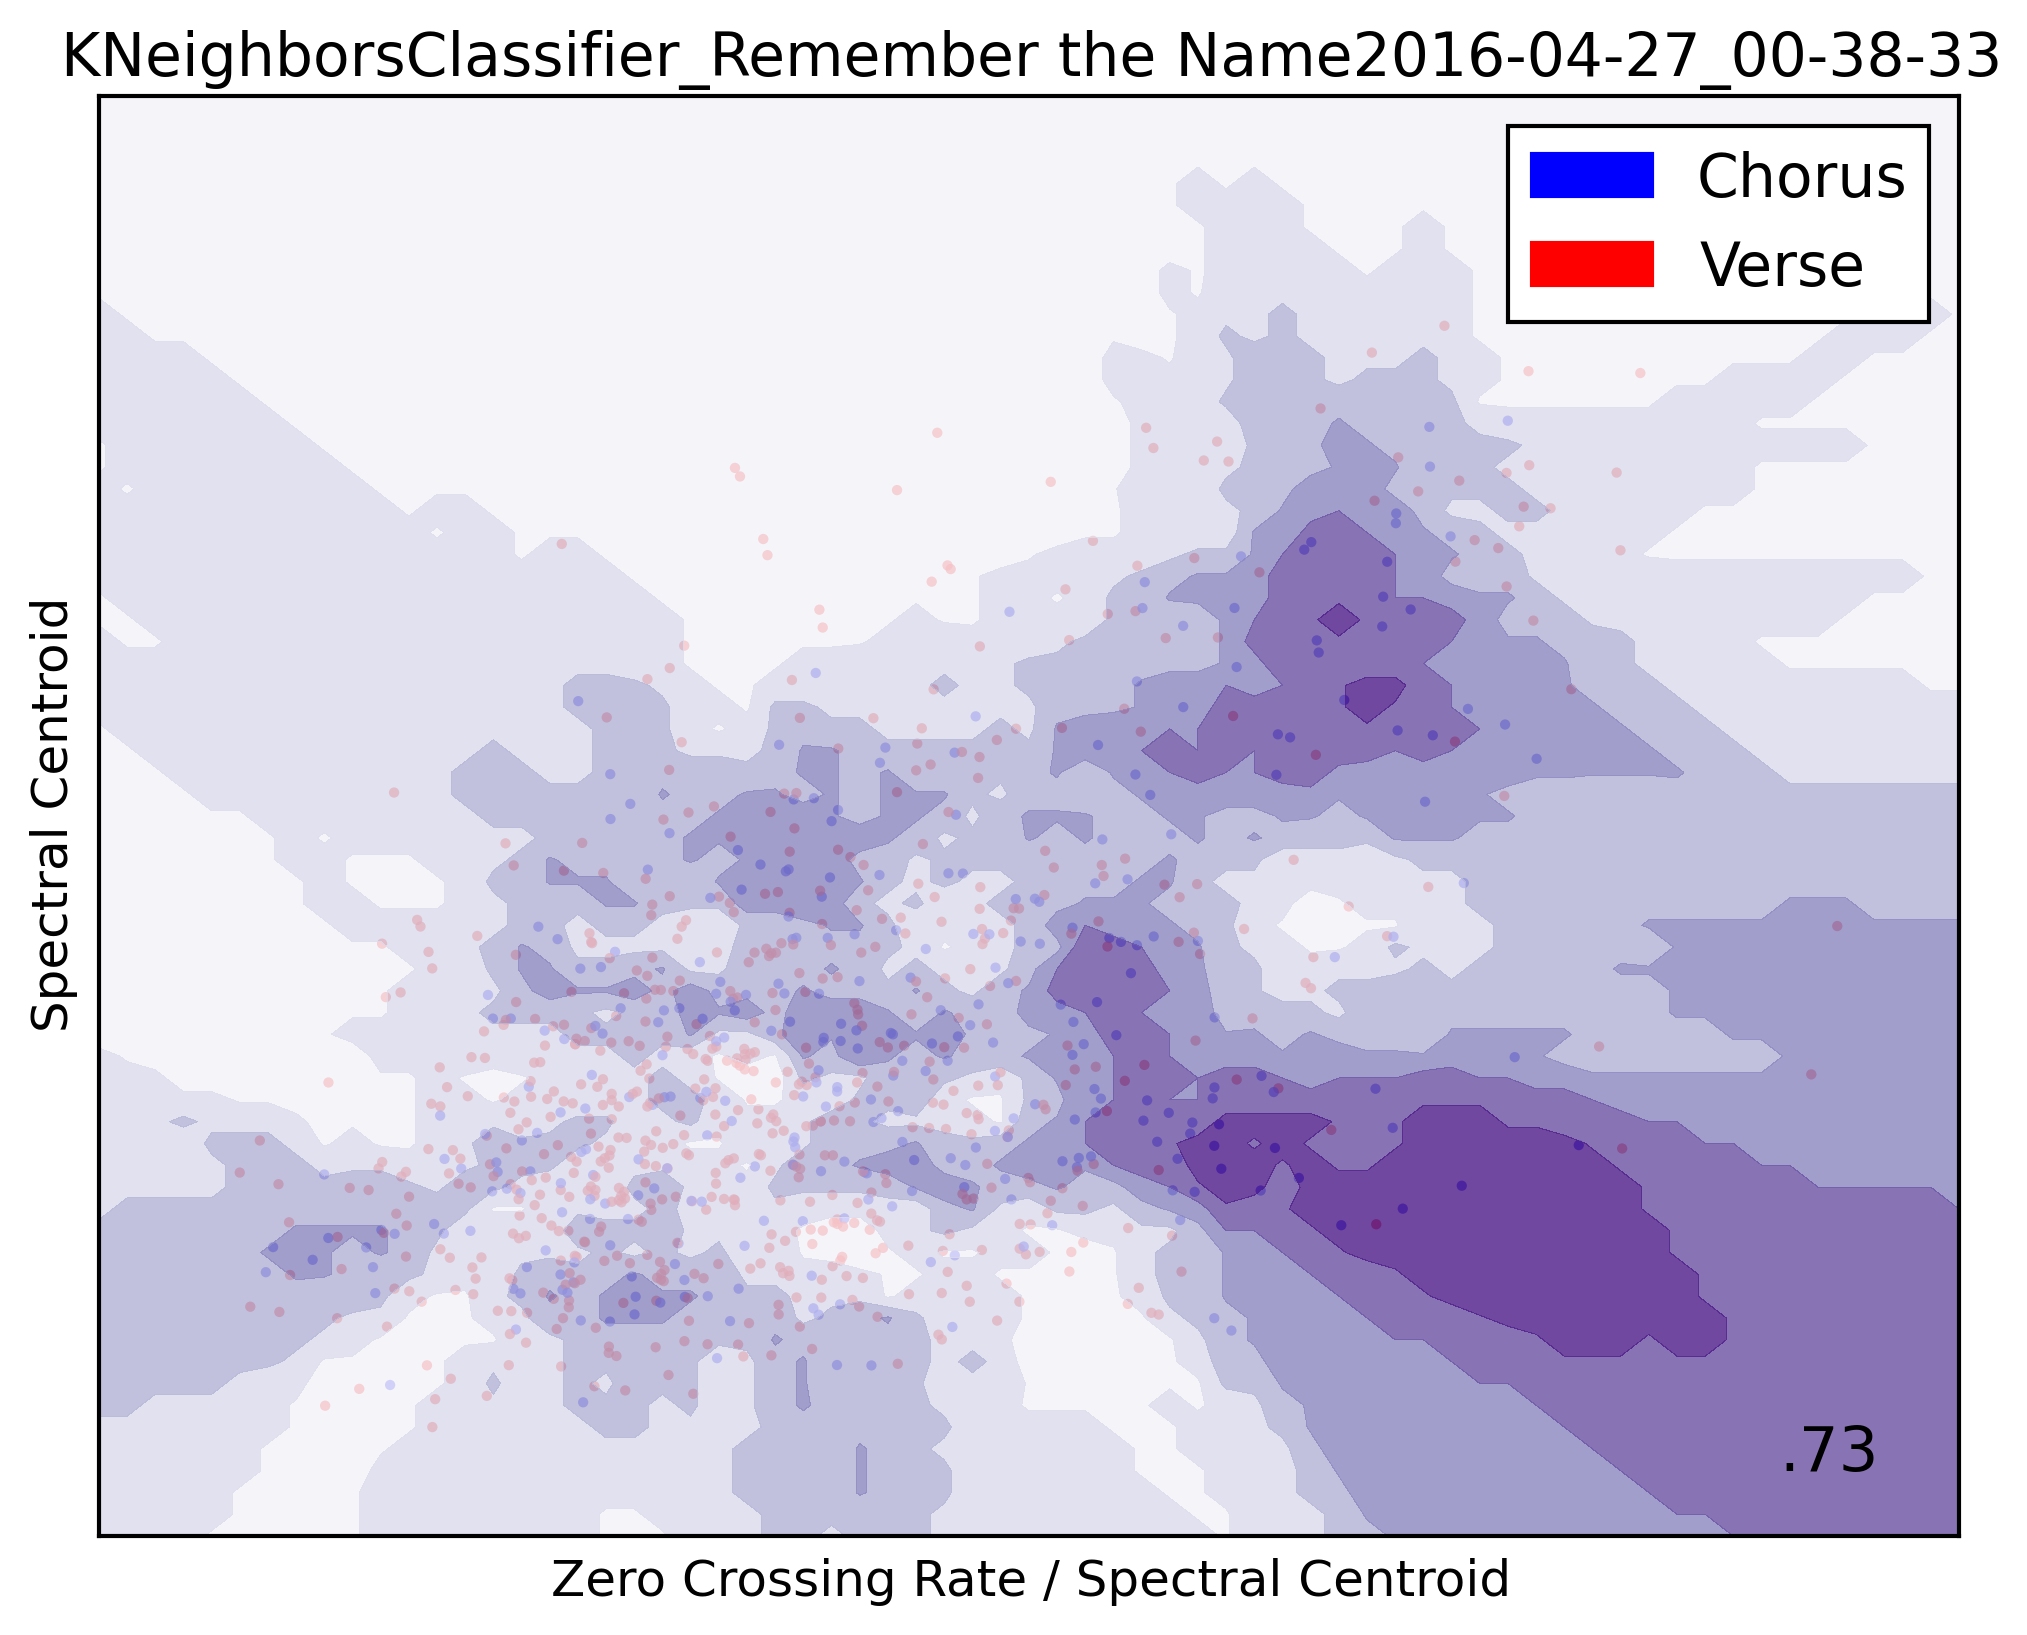 KNeighborsClassifier_Remember the Name2016-04-27_00-38-33
Chorus
Verse
Spectral Centroid
.73
Zero Crossing Rate / Spectral Centroid